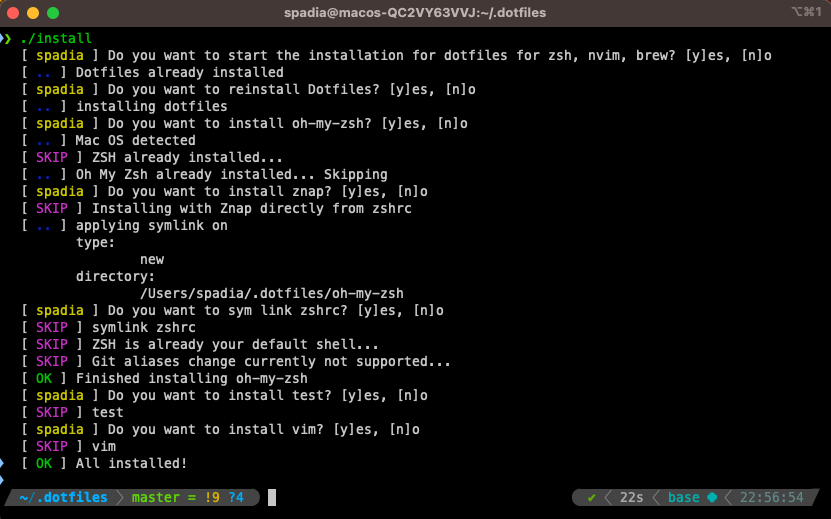 spadia@macos-QC2VY63VVJ:~/.dotfiles
⌥⌘1
❯ ./install
[ spadia ] Do you want to start the installation for dotfiles for zsh, nvim, brew? [y]es, [n]o
[ .. ] Dotfiles already installed
[ spadia ] Do you want to reinstall Dotfiles? [y]es, [n]o
[ .. ] installing dotfiles
[ spadia ] Do you want to install oh-my-zsh? [y]es, [n]o
[ .. ] Mac OS detected
[ SKIP ] ZSH already installed...
[ .. ] Oh My Zsh already installed... Skipping
[ spadia ] Do you want to install znap? [y]es, [n]o
[ SKIP ] Installing with Znap directly from zshrc
[ .. ] applying symlink on
type:
new
directory:
/Users/spadia/.dotfiles/oh-my-zsh
[ spadia ] Do you want to sym link zshrc? [y]es, [n]o
[ SKIP ] symlink zshrc
[ SKIP ] ZSH is already your default shell...
[ SKIP ] Git aliases change currently not supported...
[ OK ] Finished installing oh-my-zsh
[ spadia ] Do you want to install test? [y]es, [n]o
[ SKIP ] test
[ spadia ] Do you want to install vim? [y]es, [n]o
[ SKIP ] vim
[ OK ] All installed!
~/.dotfiles master = !9 ?4 ✔ 22s base 22:56:54